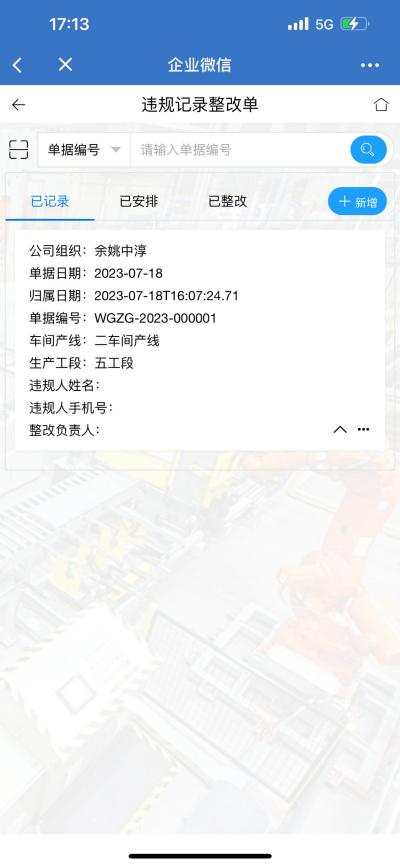 17:13
5G
企业微信
违规记录整改单
单据编号
请输入单据编号
已记录
已安排
已整改
新增
公司组织：余姚中淳
单据日期：2023-07-18
归属日期：2023-07-18T16:07:24.71
单据编号：WGZG-2023-000001
车间产线：二车间产线
生产工段：五工段
违规人姓名：
违规人手机号：
整改负责人：